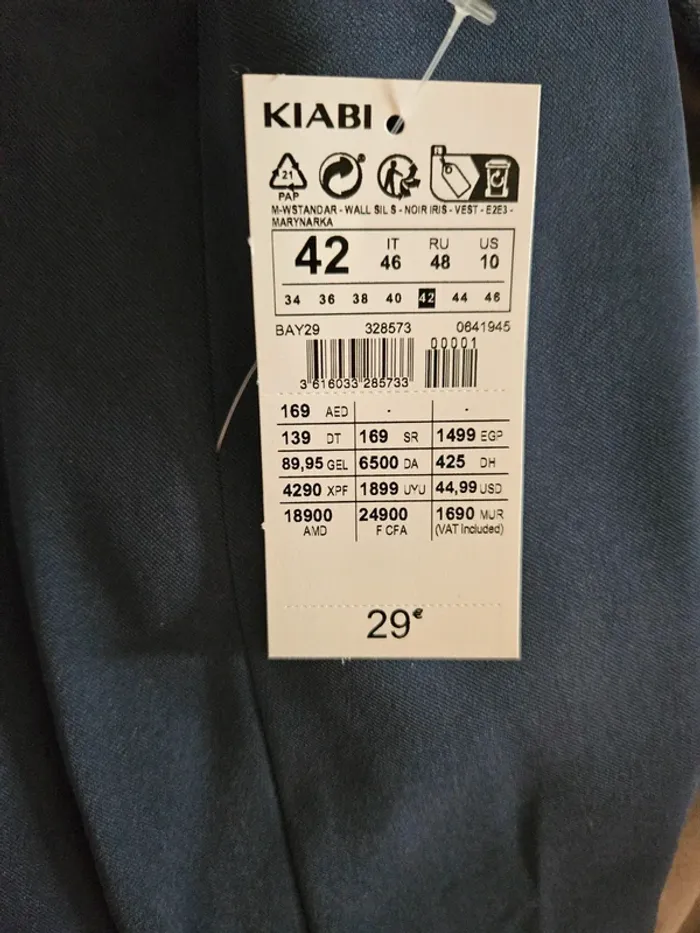 KIABI
21
PAP
M-WSTANDAR - WALL SIL S - NOIR IRIS - VEST - E2E3 -
MARYNARKA
42 IT 46 RU 48 US 10
34 36 38 40 42 44 46
BAY29 328573 0641945
00001
3 616033 285733
169 AED - -
139 DT 169 SR 1499 EGP
89,95 GEL 6500 DA 425 DH
4290 XPF 1899 UYU 44,99 USD
18900 AMD 24900 F CFA 1690 MUR (VAT Included)
29€